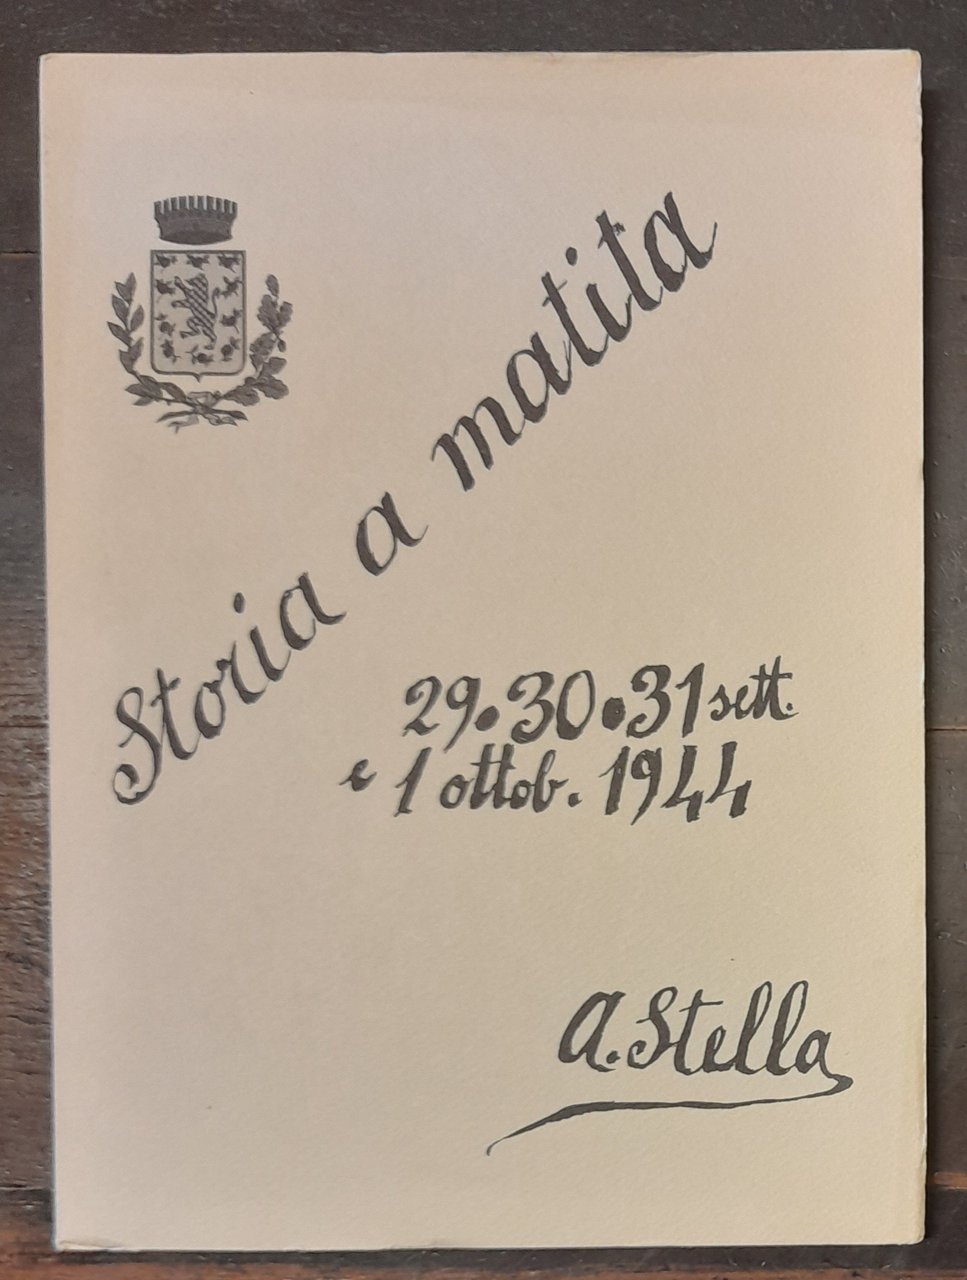 Storia a matita
29.30.31 sett.
e 1 ottob. 1944
A. Stella